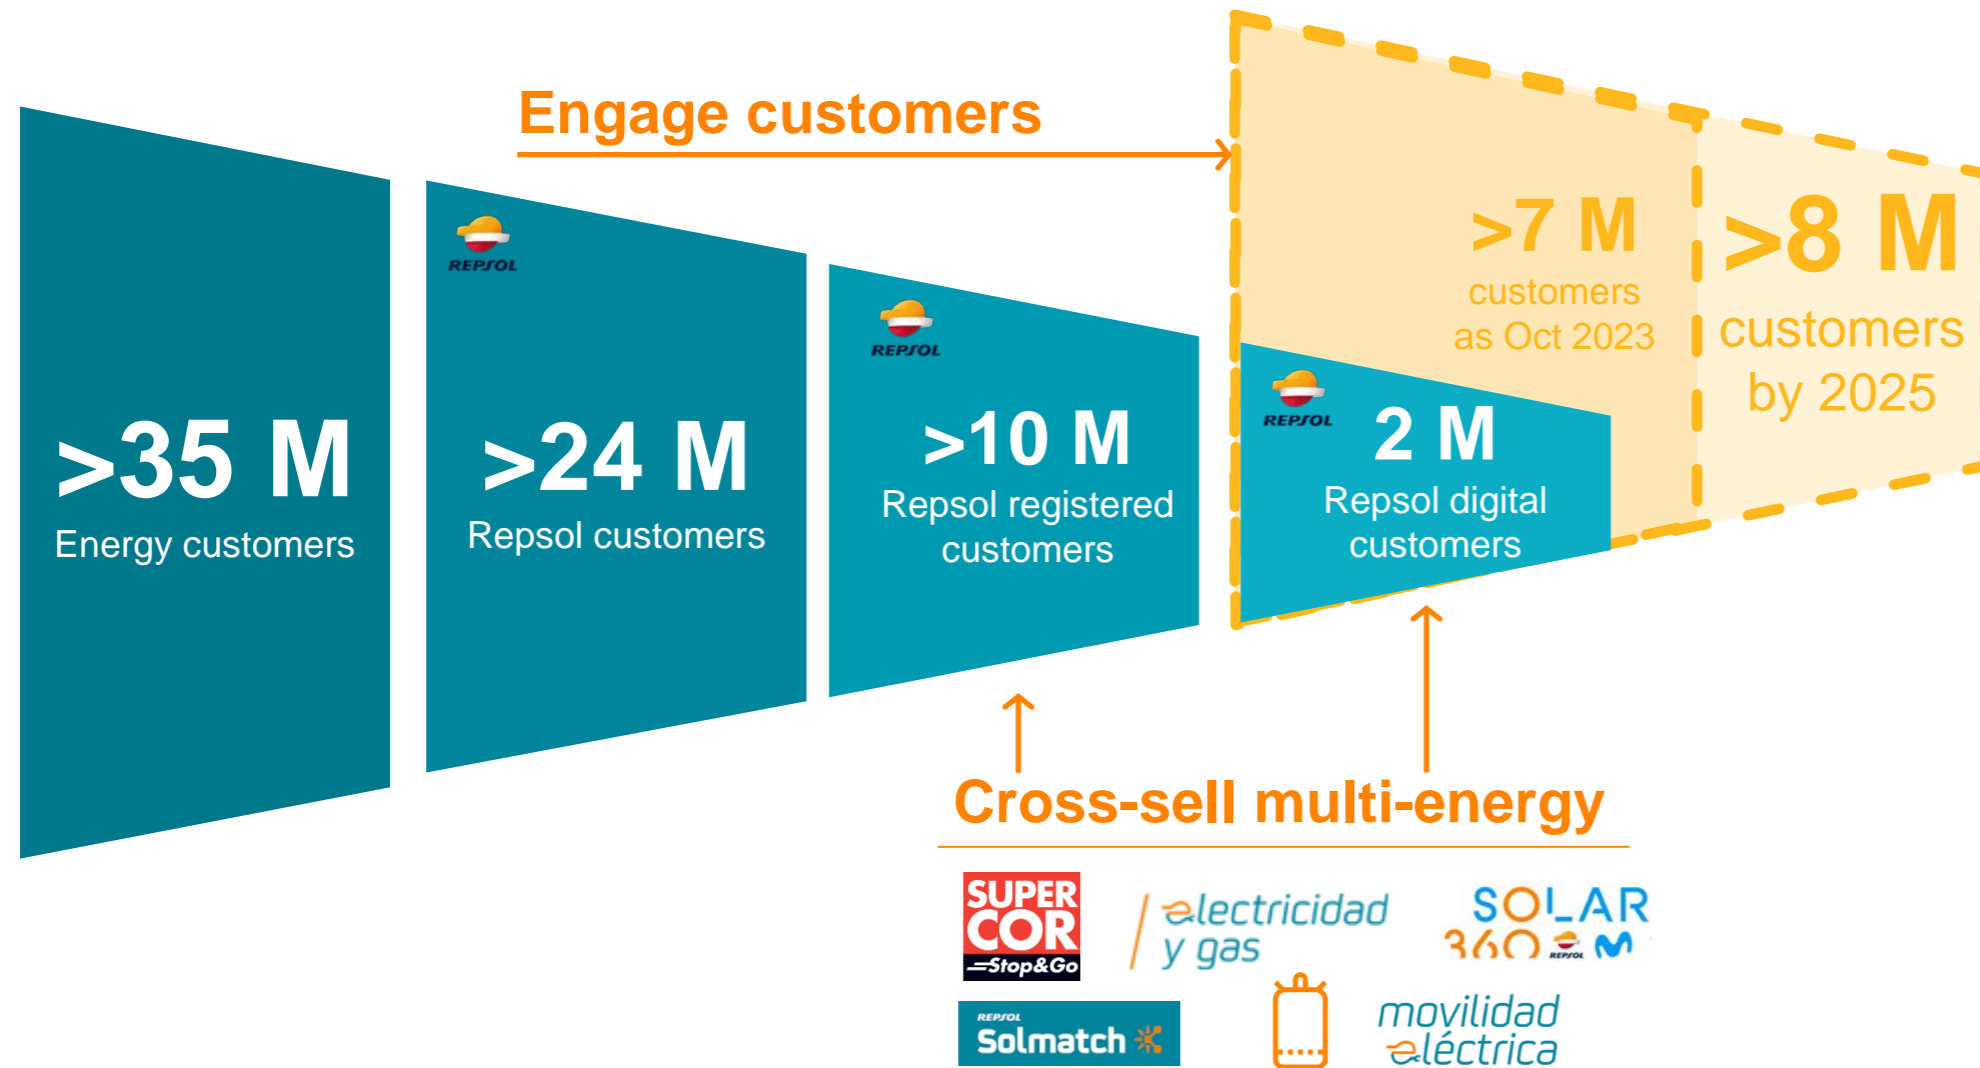 Engage customers
>35 M
Energy customers
REPSOL
>24 M
Repsol customers
REPSOL
>10 M
Repsol registered
customers
>7 M
customers
as Oct 2023
>8 M
customers
by 2025
REPSOL
2 M
Repsol digital
customers
Cross-sell multi-energy
SUPER
COR
Stop&Go
electricidad
y gas
SOLAR
360
REPSOL
REPSOL
Solmatch
movilidad
eléctrica